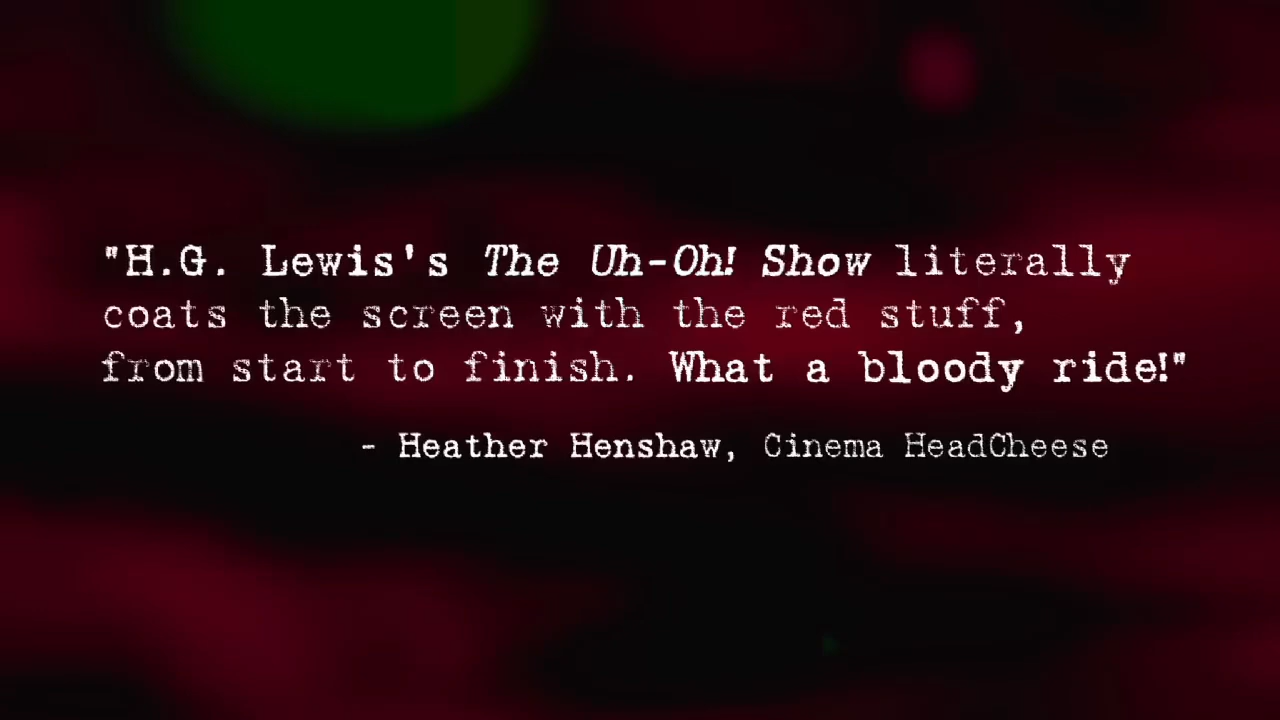 "H.G. Lewis's The Uh-Oh! Show literally
coats the screen with the red stuff,
from start to finish. What a bloody ride!"
- Heather Henshaw, Cinema HeadCheese